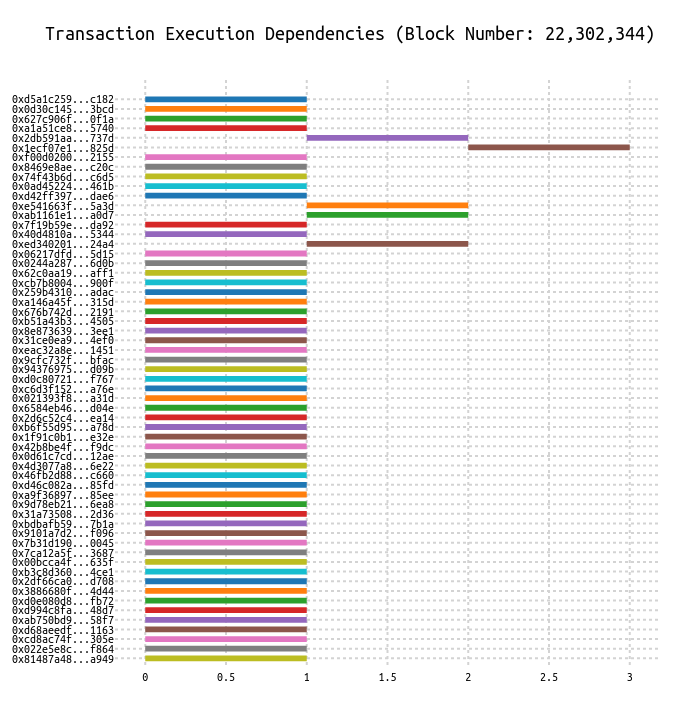 Transaction Execution Dependencies (Block Number: 22,302,344)
0xd5a1c259...c182
0x0d30c145...3bcd
0x627c906f...0f1a
0xa1a51ce8...5740
0x2db591aa...737d
0x1ecf07e1...825d
0xf00d0200...2155
0x8469e8ae...c20c
0x74f43b6d...c6d5
0x0ad45224...461b
0xd42ff397...dae6
0xe541663f...5a3d
0xab1161e1...a0d7
0x7f19b59e...da92
0x40d4810a...5344
0xed340201...24a4
0x06217dfd...5d15
0x0244a287...6d0b
0x62c0aa19...aff1
0xcb7b8004...900f
0x259b4310...adac
0xa146a45f...315d
0x676b742d...2191
0xb51a43b3...4505
0x8e873639...3ee1
0x31ce0ea9...4ef0
0xeac32a8e...1451
0x9cfc732f...bfac
0x94376975...d09b
0xd0c80721...f767
0xc6d3f152...a76e
0x021393f8...a31d
0x6584eb46...d04e
0x2d6c52c4...ea14
0xb6f55d95...a78d
0x1f91c0b1...e32e
0x42b8be4f...f9dc
0x0d61c7cd...12ae
0x4d3077a8...6e22
0x46fb2d88...c660
0xd46c082a...85fd
0xa9f36897...85ee
0x9d78eb21...6ea8
0x31a73508...2d36
0xbdbafb59...7b1a
0x9101a7d2...f096
0x7b31d190...0045
0x7ca12a5f...3687
0x00bcca4f...635f
0xb3c8d360...4ce1
0x2df66ca0...d708
0x3886680f...4d44
0xd0e080d8...fb72
0xd994c8fa...48d7
0xab750bd9...58f7
0xd68aeedf...1163
0xcd8ac74f...305e
0x022e5e8c...f864
0x81487a48...a949
0 0.5 1 1.5 2 2.5 3